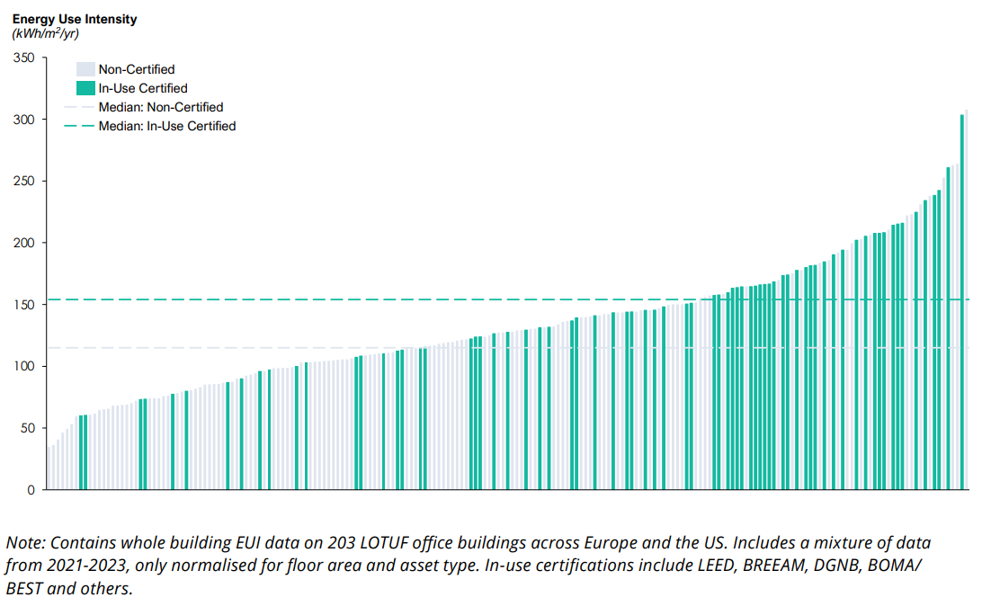 Energy Use Intensity
(kWh/m²/yr)
350
Non-Certified
In-Use Certified
Median: Non-Certified
Median: In-Use Certified
300
250
200
150
100
50
0
Note: Contains whole building EUI data on 203 LOTUF office buildings across Europe and the US. Includes a mixture of data
from 2021-2023, only normalised for floor area and asset type. In-use certifications include LEED, BREEAM, DGNB, BOMA/
BEST and others.